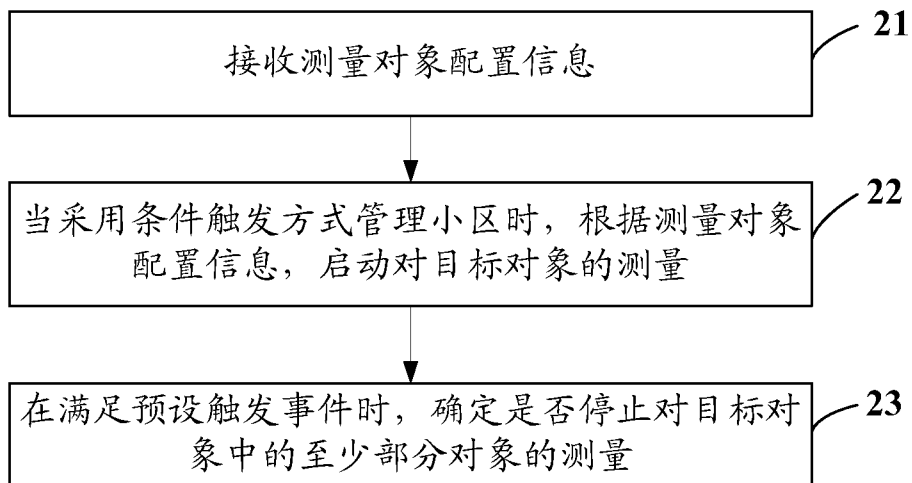 21
接收测量对象配置信息
22
当采用条件触发方式管理小区时，根据测量对象
配置信息，启动对目标对象的测量
23
在满足预设触发事件时，确定是否停止对目标对
象中的至少部分对象的测量